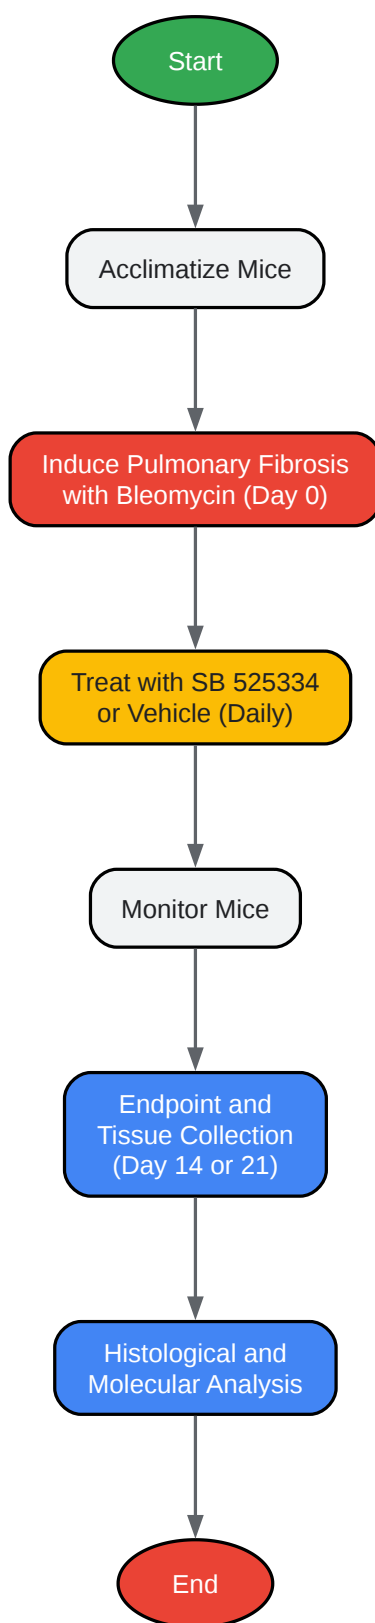 Start
Acclimatize Mice
Induce Pulmonary Fibrosis
with Bleomycin (Day 0)
Treat with SB 525334
or Vehicle (Daily)
Monitor Mice
Endpoint and
Tissue Collection
(Day 14 or 21)
Histological and
Molecular Analysis
End